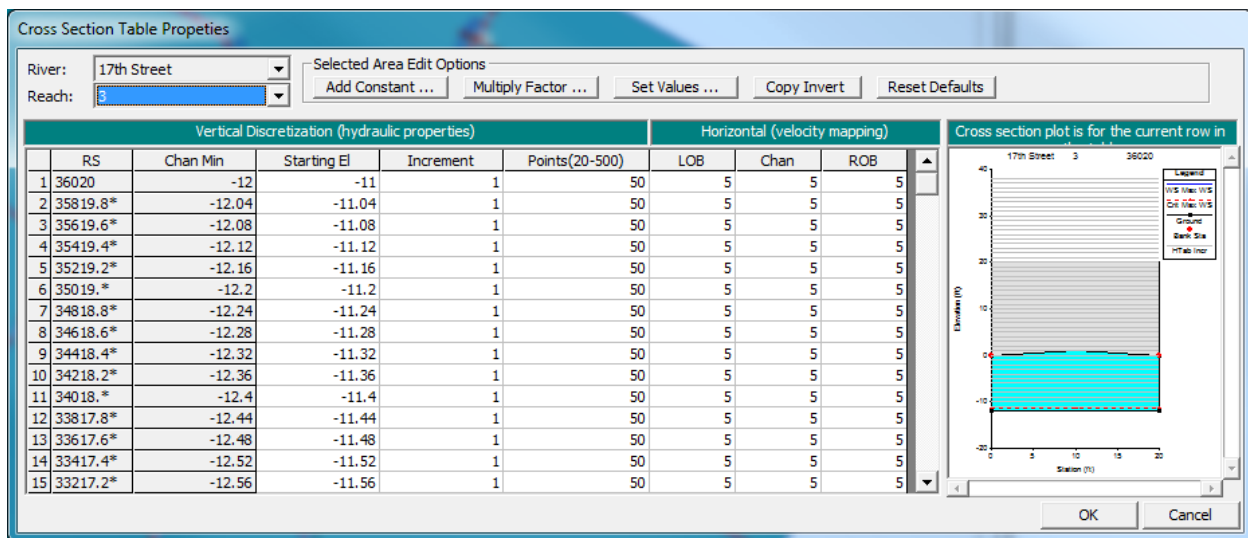 Cross Section Table Propeties
River: 17th Street
Reach: 3
Selected Area Edit Options
Add Constant ... Multiply Factor ... Set Values ... Copy Invert Reset Defaults
Vertical Discretization (hydraulic properties) Horizontal (velocity mapping)
RS Chan Min Starting El Increment Points(20-500) LOB Chan ROB
1 36020 -12 -11 1 50 5 5 5
2 35819.8* -12.04 -11.04 1 50 5 5 5
3 35619.6* -12.08 -11.08 1 50 5 5 5
4 35419.4* -12.12 -11.12 1 50 5 5 5
5 35219.2* -12.16 -11.16 1 50 5 5 5
6 35019.* -12.2 -11.2 1 50 5 5 5
7 34818.8* -12.24 -11.24 1 50 5 5 5
8 34618.6* -12.28 -11.28 1 50 5 5 5
9 34418.4* -12.32 -11.32 1 50 5 5 5
10 34218.2* -12.36 -11.36 1 50 5 5 5
11 34018.* -12.4 -11.4 1 50 5 5 5
12 33817.8* -12.44 -11.44 1 50 5 5 5
13 33617.6* -12.48 -11.48 1 50 5 5 5
14 33417.4* -12.52 -11.52 1 50 5 5 5
15 33217.2* -12.56 -11.56 1 50 5 5 5
Cross section plot is for the current row in
17th Street 3 36020
Legend
WS Max WS
Crit Max WS
Ground
Bank Sta
HTab Incr
40
30
20
10
0
-10
-20
Elevation (ft)
0 5 10 15 20
Station (ft)
OK Cancel